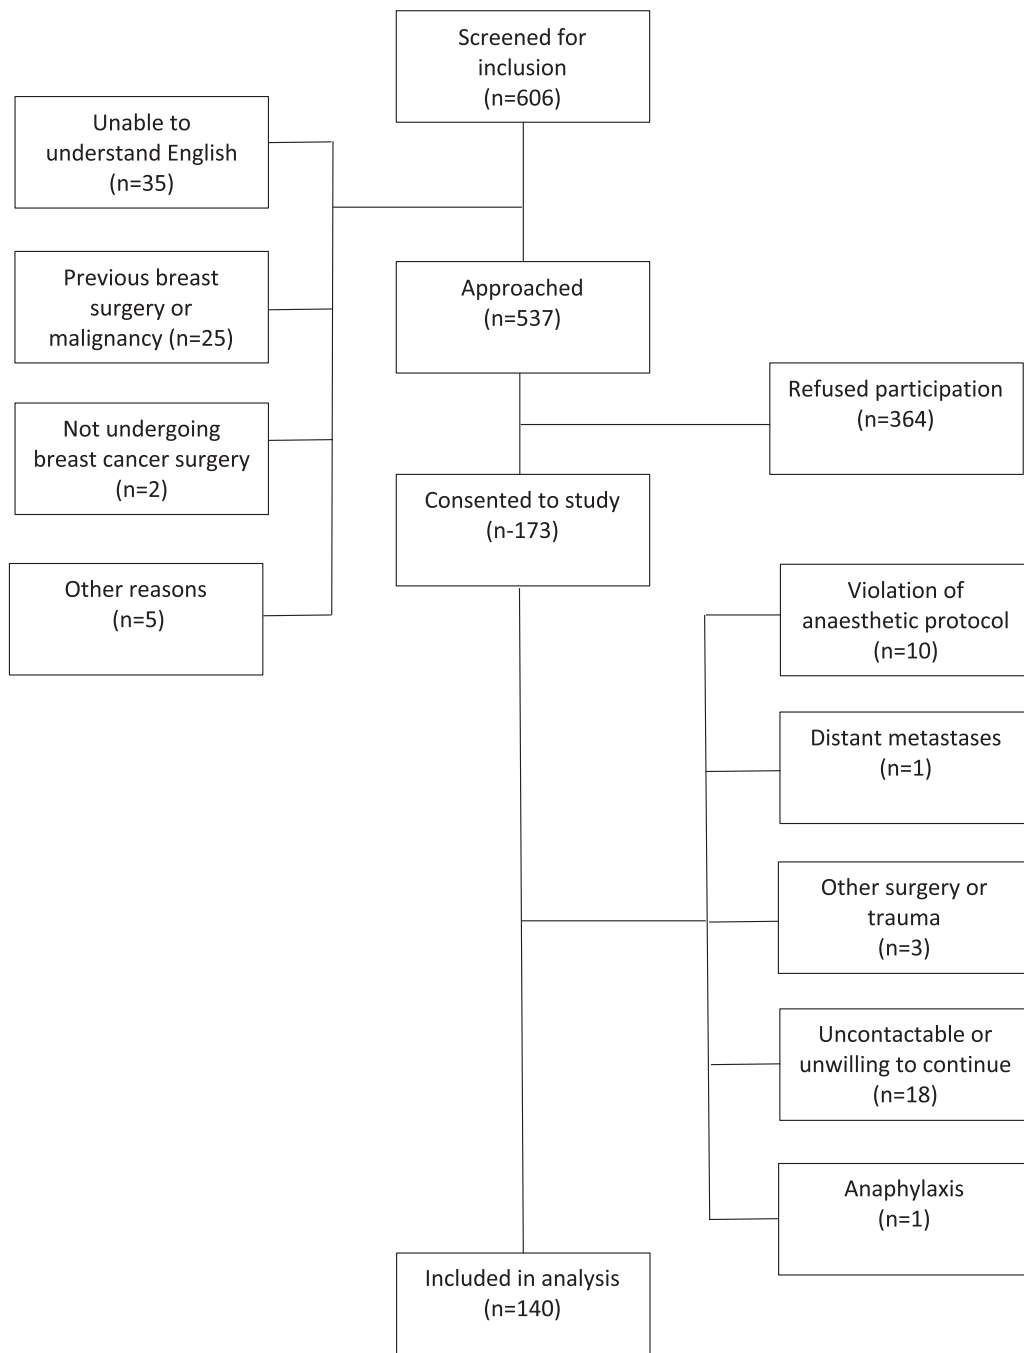 Screened for
inclusion
(n=606)
Unable to
understand English
(n=35)
Previous breast
surgery or
malignancy (n=25)
Approached
(n=537)
Refused participation
(n=364)
Not undergoing
breast cancer surgery
(n=2)
Consented to study
(n-173)
Other reasons
(n=5)
Violation of
anaesthetic protocol
(n=10)
Distant metastases
(n=1)
Other surgery or
trauma
(n=3)
Uncontactable or
unwilling to continue
(n=18)
Anaphylaxis
(n=1)
Included in analysis
(n=140)